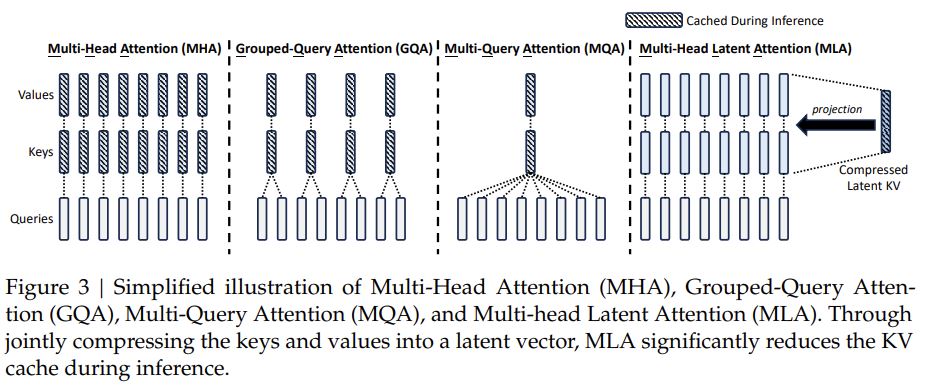 Cached During Inference
Multi-Head Attention (MHA)
Grouped-Query Attention (GQA)
Multi-Query Attention (MQA)
Multi-Head Latent Attention (MLA)
Values
Keys
Queries
projection
Compressed
Latent KV
Figure 3 | Simplified illustration of Multi-Head Attention (MHA), Grouped-Query Atten-
tion (GQA), Multi-Query Attention (MQA), and Multi-head Latent Attention (MLA). Through
jointly compressing the keys and values into a latent vector, MLA significantly reduces the KV
cache during inference.